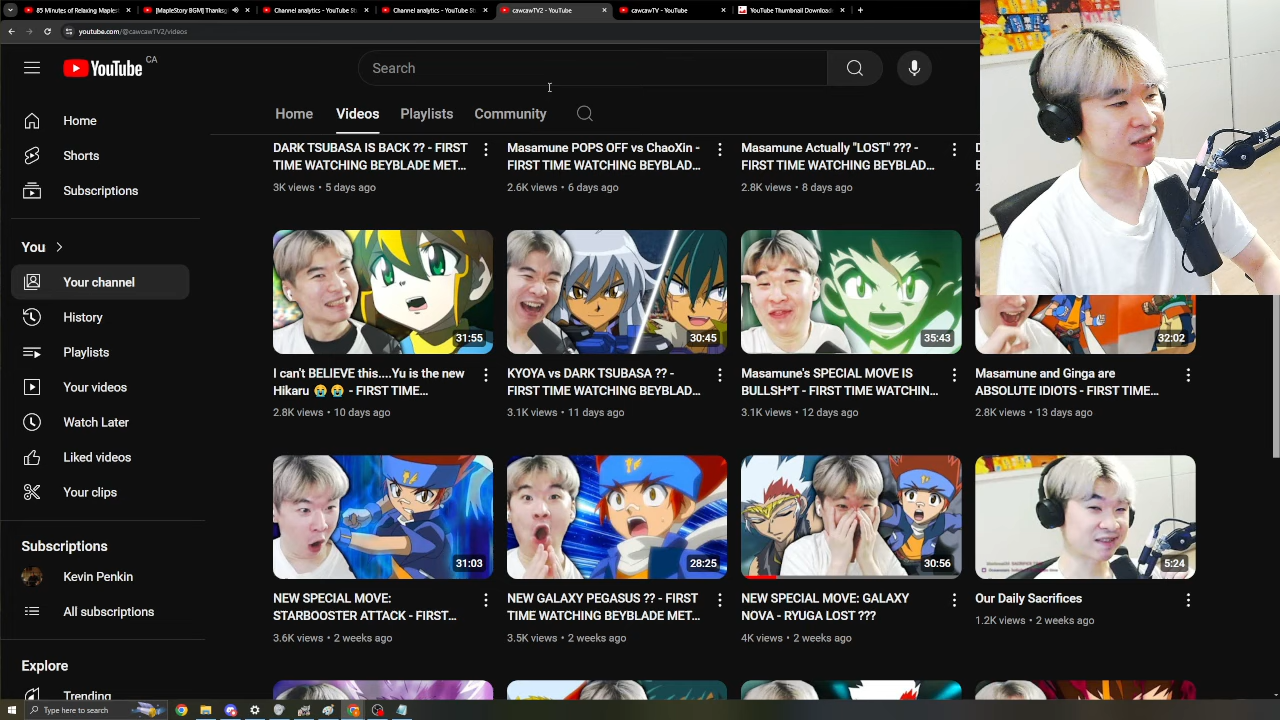 85 Minutes of Relaxing Maples
[MapleStory BGM] Thanks
Channel analytics - YouTube St
Channel analytics - YouTube S
cawcawTV2 - YouTube
cawcawTV - YouTube
YouTube Thumbnail Download
youtube.com/@cawcawTV2/videos
YouTube CA
Search
Home
Videos
Playlists
Community
Home
Shorts
Subscriptions
You
Your channel
History
Playlists
Your videos
Watch Later
Liked videos
Your clips
Subscriptions
Kevin Penkin
All subscriptions
Explore
Trending
DARK TSUBASA IS BACK ?? - FIRST
TIME WATCHING BEYBLADE MET...
3K views • 5 days ago
Masamune POPS OFF vs ChaoXin -
FIRST TIME WATCHING BEYBLAD...
2.6K views • 6 days ago
Masamune Actually "LOST" ??? -
FIRST TIME WATCHING BEYBLAD...
2.8K views • 8 days ago
31:55
I can't BELIEVE this....Yu is the new
Hikaru 😭 😭 - FIRST TIME...
2.8K views • 10 days ago
30:45
KYOYA vs DARK TSUBASA ?? -
FIRST TIME WATCHING BEYBLAD...
3.1K views • 11 days ago
35:43
Masamune's SPECIAL MOVE IS
BULLSH*T - FIRST TIME WATCHIN...
3.1K views • 12 days ago
32:02
Masamune and Ginga are
ABSOLUTE IDIOTS - FIRST TIME...
2.8K views • 13 days ago
31:03
NEW SPECIAL MOVE:
STARBOOSTER ATTACK - FIRST...
3.6K views • 2 weeks ago
28:25
NEW GALAXY PEGASUS ?? - FIRST
TIME WATCHING BEYBLADE MET...
3.5K views • 2 weeks ago
30:56
NEW SPECIAL MOVE: GALAXY
NOVA - RYUGA LOST ???
4K views • 2 weeks ago
5:24
Our Daily Sacrifices
1.2K views • 2 weeks ago
Type here to search